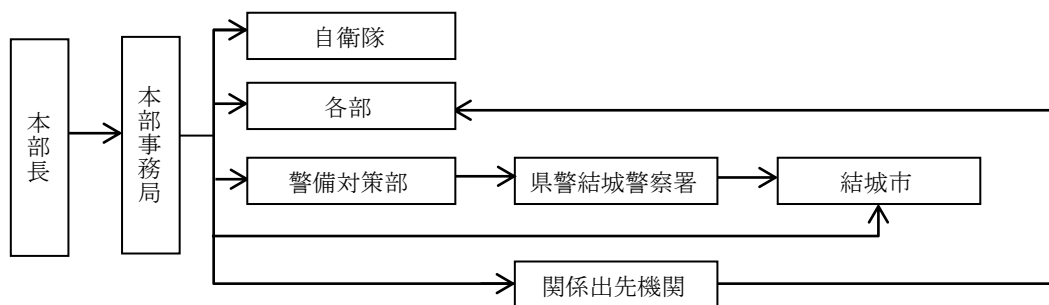 本部長
本部事務局
自衛隊
各部
警備対策部
県警結城警察署
結城市
関係出先機関